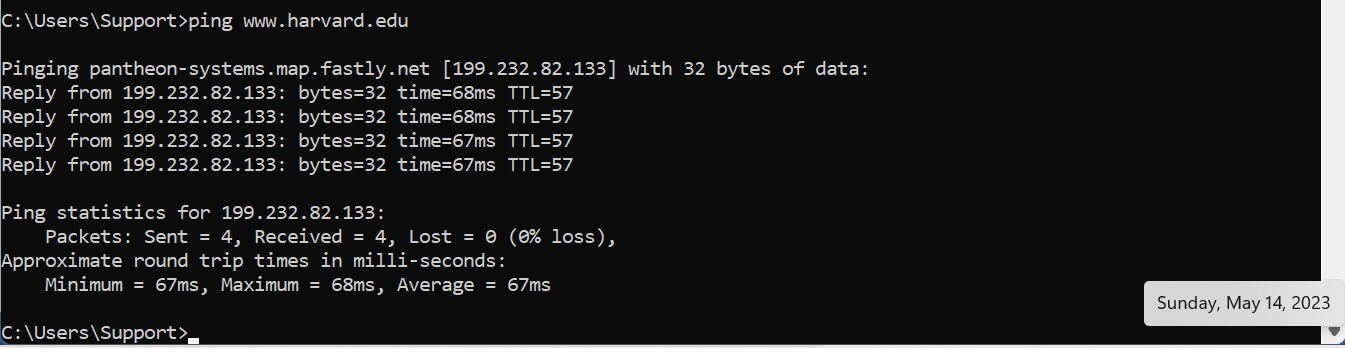 C:\Users\Support>ping www.harvard.edu
Pinging pantheon-systems.map.fastly.net [199.232.82.133] with 32 bytes of data:
Reply from 199.232.82.133: bytes=32 time=68ms TTL=57
Reply from 199.232.82.133: bytes=32 time=68ms TTL=57
Reply from 199.232.82.133: bytes=32 time=67ms TTL=57
Reply from 199.232.82.133: bytes=32 time=67ms TTL=57
Ping statistics for 199.232.82.133:
    Packets: Sent = 4, Received = 4, Lost = 0 (0% loss),
Approximate round trip times in milli-seconds:
    Minimum = 67ms, Maximum = 68ms, Average = 67ms
Sunday, May 14, 2023
C:\Users\Support>